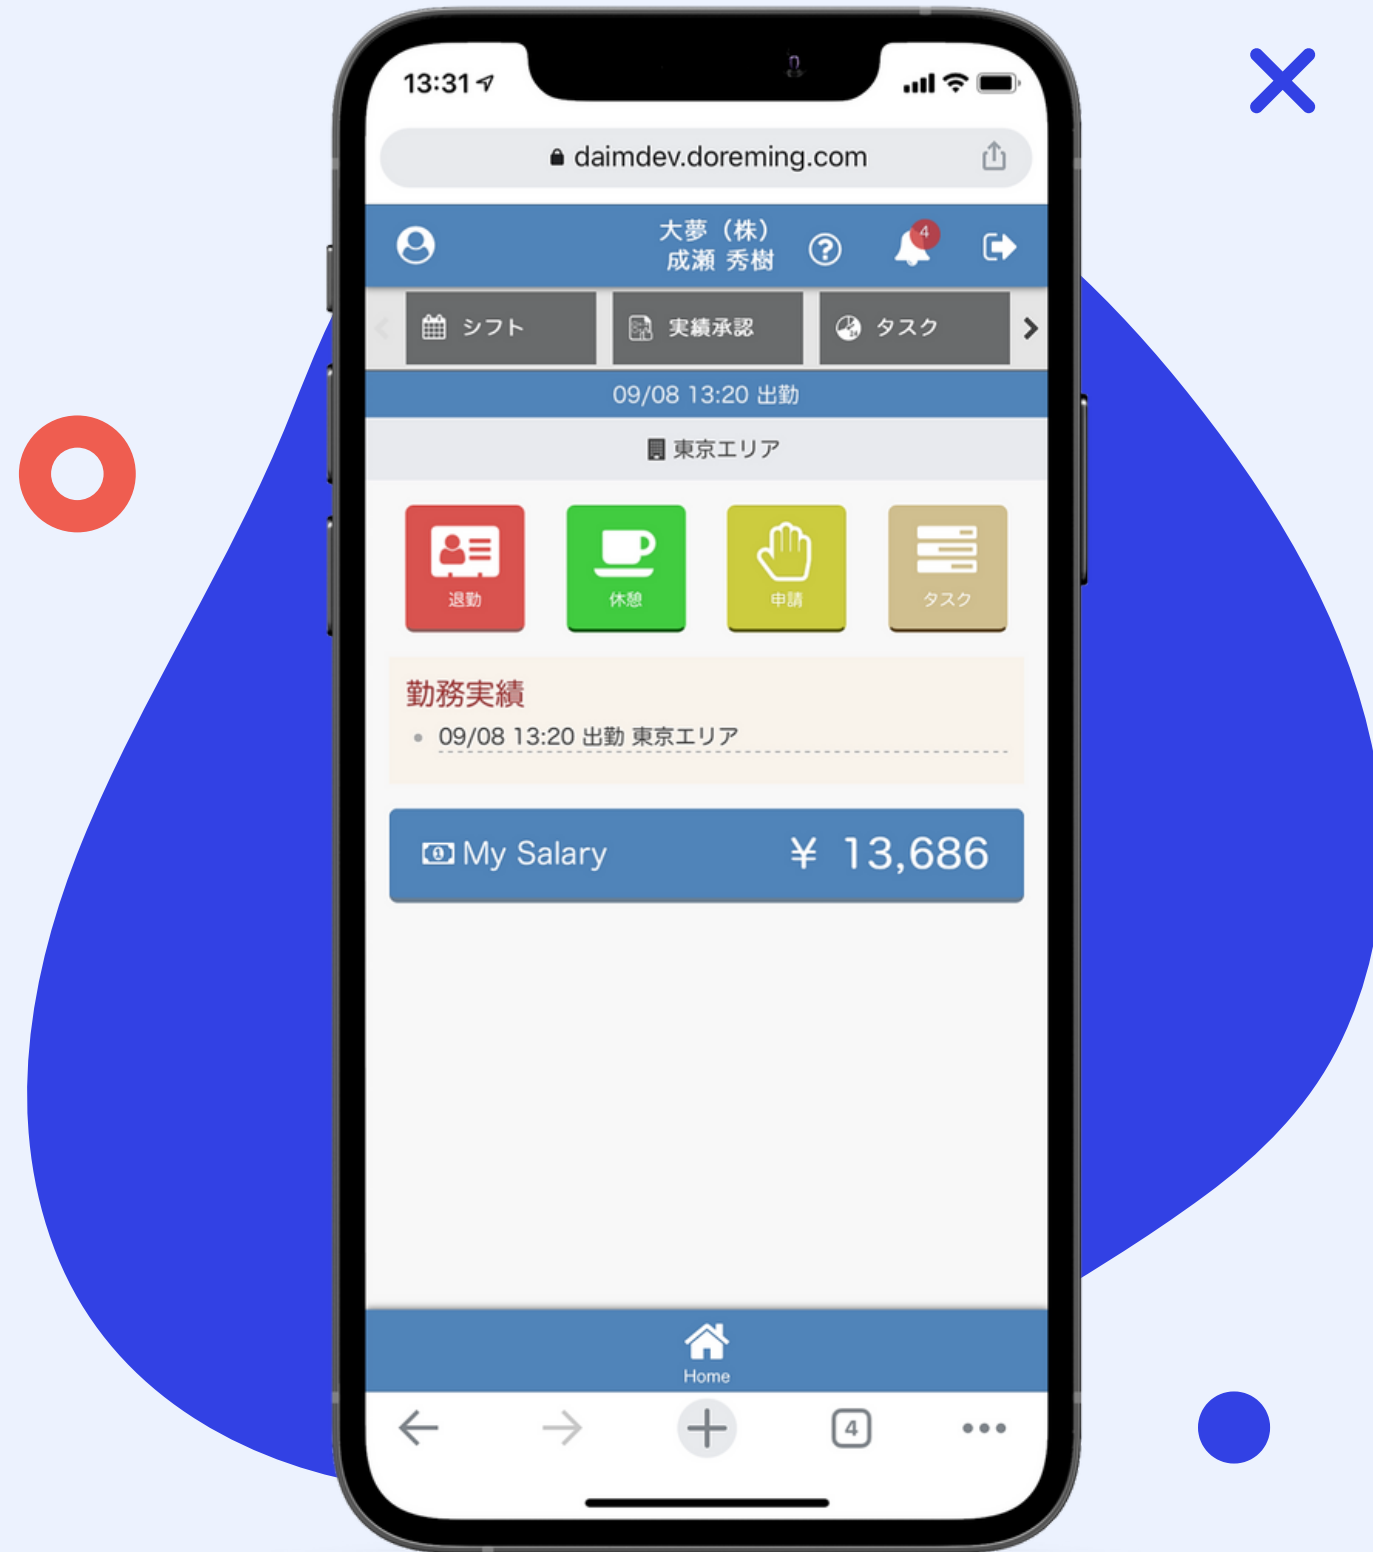 13:31
daimdev.doreming.com
大夢（株）
成瀬 秀樹
4
シフト
実績承認
タスク
09/08 13:20 出勤
東京エリア
退勤
休憩
申請
タスク
勤務実績
09/08 13:20 出勤 東京エリア
My Salary ¥ 13,686
Home
4